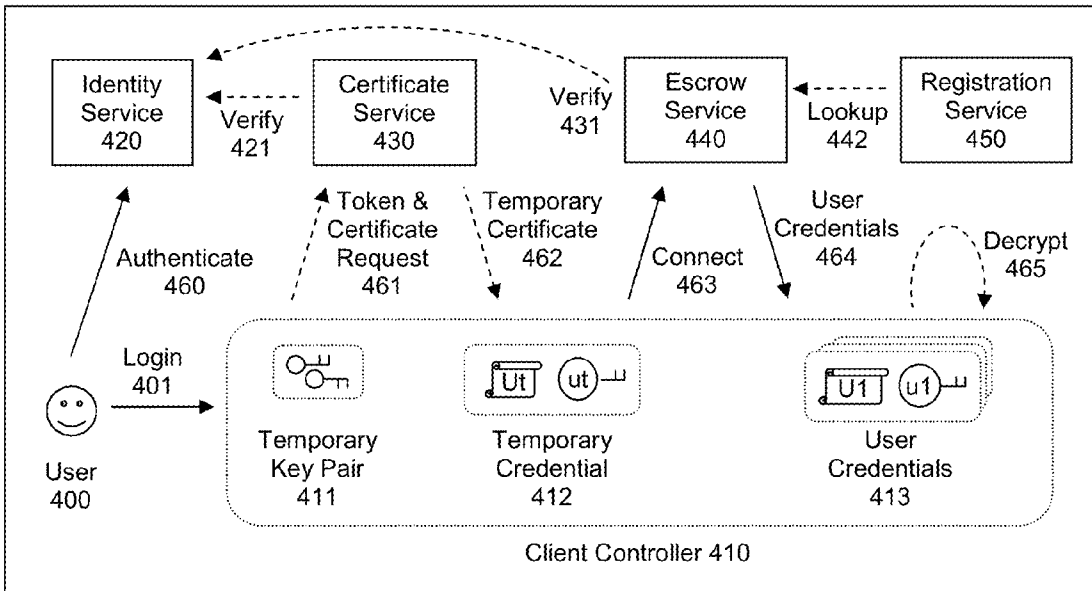 Identity
Service
420
Verify
421
Certificate
Service
430
Verify
431
Escrow
Service
440
Lookup
442
Registration
Service
450
Authenticate
460
Token &
Certificate
Request
461
Temporary
Certificate
462
Connect
463
User
Credentials
464
Decrypt
465
Login
401
User
400
Temporary
Key Pair
411
Ut
ut
Temporary
Credential
412
U1
u1
User
Credentials
413
Client Controller 410